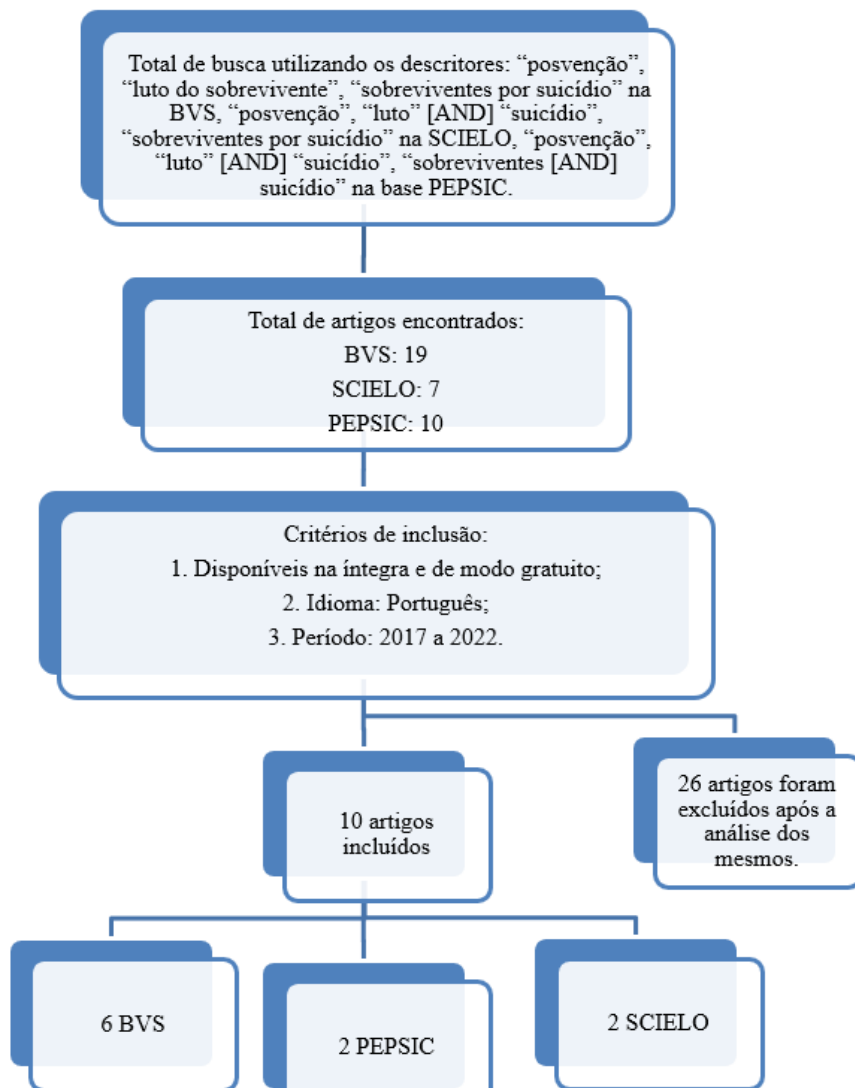 Total de busca utilizando os descritores: “posvenção”,
“luto do sobrevivente”, “sobreviventes por suicídio” na
BVS, “posvenção”, “luto” [AND] “suicídio”,
“sobreviventes por suicídio” na SCIELO, “posvenção”,
“luto” [AND] “suicídio”, “sobreviventes [AND]
suicídio” na base PEPSIC.
Total de artigos encontrados:
BVS: 19
SCIELO: 7
PEPSIC: 10
Critérios de inclusão:
1. Disponíveis na íntegra e de modo gratuito;
2. Idioma: Português;
3. Período: 2017 a 2022.
10 artigos
incluídos
26 artigos foram
excluídos após a
análise dos
mesmos.
6 BVS
2 PEPSIC
2 SCIELO